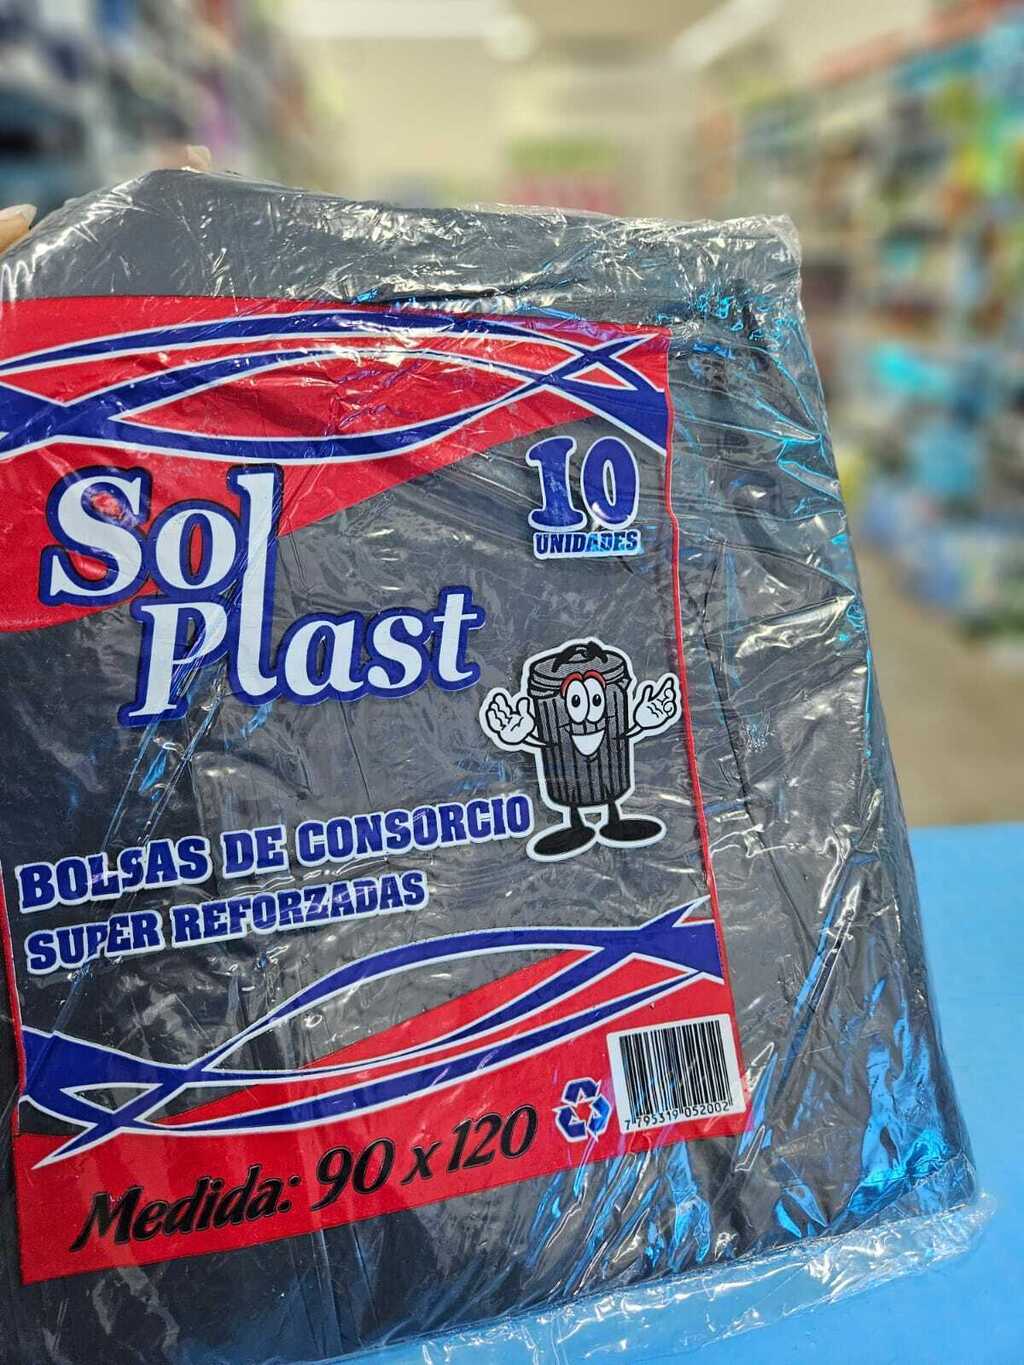 10
UNIDADES
Sol
Plast
BOLSAS DE CONSORCIO
SUPER REFORZADAS
7 795319 052002
Medida: 90 x 120